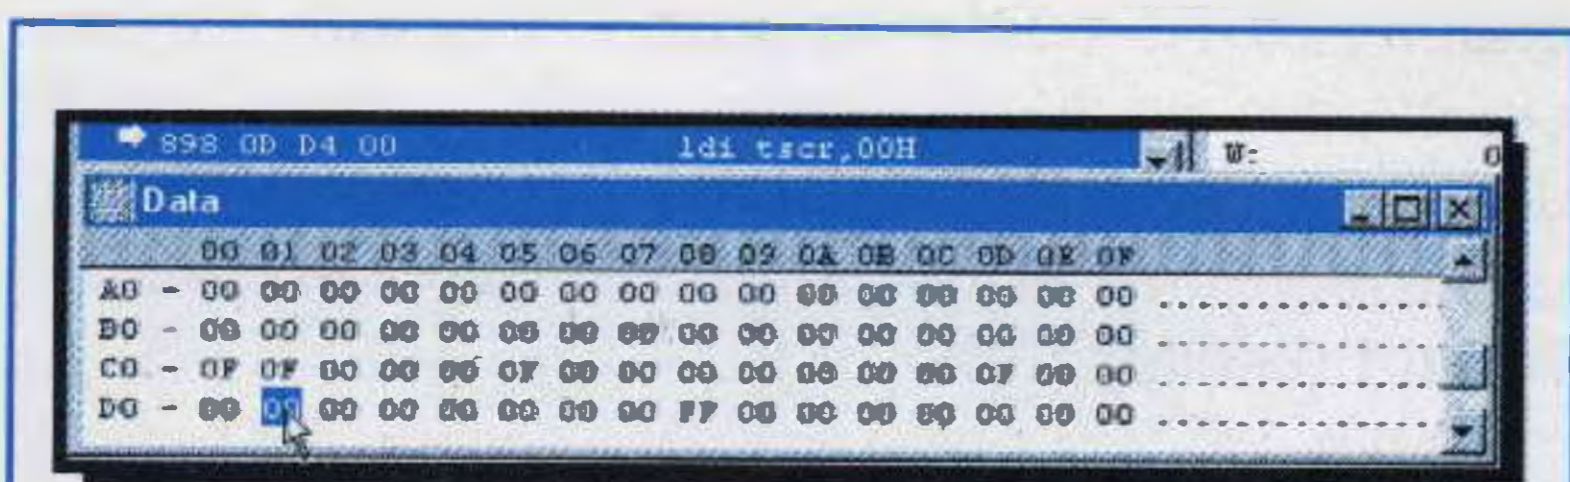 898 0D D4 00 ldi tscr,00H W: 0
Data
00 01 02 03 04 05 06 07 08 09 0A 0B 0C 0D 0E 0F
A0 - 00 00 00 00 00 00 00 00 00 00 00 00 00 00 00 00 ................
B0 - 00 00 00 00 00 00 00 00 00 00 00 00 00 00 00 ................
C0 - 0F 0F 00 00 00 0F 00 00 00 00 00 00 00 0F 00 00 ................
D0 - 00 00 00 00 00 00 00 00 FF 00 00 00 00 00 00 00 ................